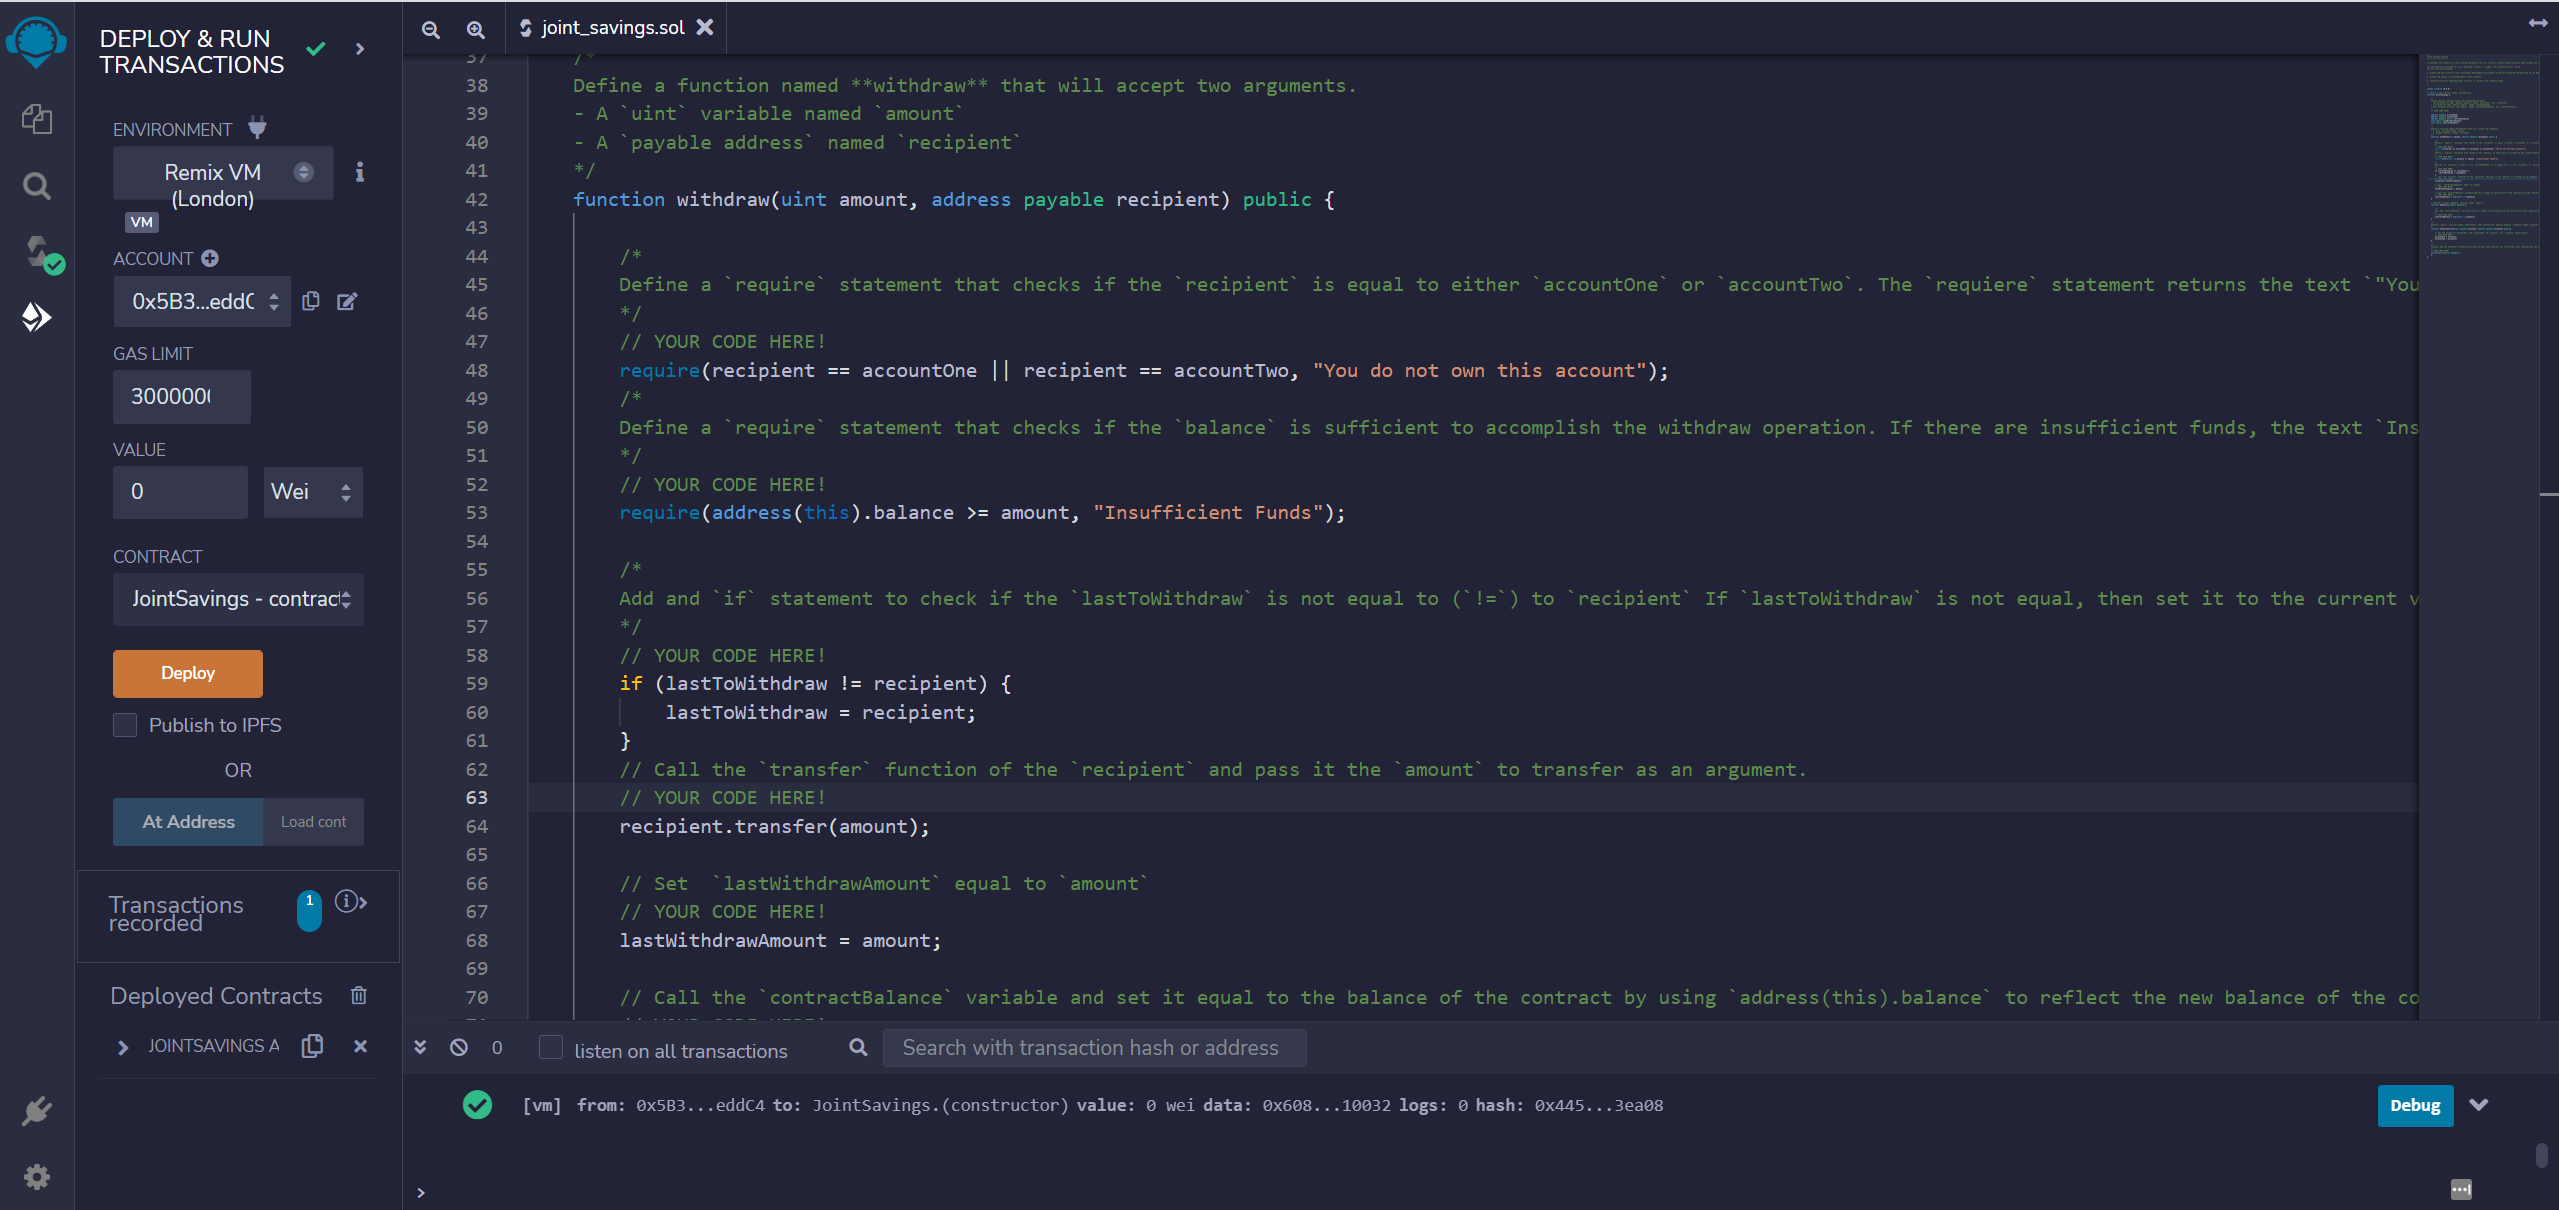 DEPLOY & RUN
TRANSACTIONS
ENVIRONMENT
Remix VM
(London)
VM
ACCOUNT
0x5B3...eddC
GAS LIMIT
3000000
VALUE
0
Wei
CONTRACT
JointSavings - contract
Deploy
Publish to IPFS
OR
At Address
Load cont
Transactions
recorded
1
Deployed Contracts
JOINTSAVINGS A
joint_savings.sol
37 /*
38 Define a function named **withdraw** that will accept two arguments.
39 - A `uint` variable named `amount`
40 - A `payable address` named `recipient`
41 */
42 function withdraw(uint amount, address payable recipient) public {
43
44 /*
45 Define a `require` statement that checks if the `recipient` is equal to either `accountOne` or `accountTwo`. The `requiere` statement returns the text `"You
46 */
47 // YOUR CODE HERE!
48 require(recipient == accountOne || recipient == accountTwo, "You do not own this account");
49 /*
50 Define a `require` statement that checks if the `balance` is sufficient to accomplish the withdraw operation. If there are insufficient funds, the text `Ins
51 */
52 // YOUR CODE HERE!
53 require(address(this).balance >= amount, "Insufficient Funds");
54
55 /*
56 Add and `if` statement to check if the `lastToWithdraw` is not equal to (`!=`) to `recipient` If `lastToWithdraw` is not equal, then set it to the current v
57 */
58 // YOUR CODE HERE!
59 if (lastToWithdraw != recipient) {
60 lastToWithdraw = recipient;
61 }
62 // Call the `transfer` function of the `recipient` and pass it the `amount` to transfer as an argument.
63 // YOUR CODE HERE!
64 recipient.transfer(amount);
65
66 // Set  `lastWithdrawAmount` equal to `amount`
67 // YOUR CODE HERE!
68 lastWithdrawAmount = amount;
69
70 // Call the `contractBalance` variable and set it equal to the balance of the contract by using `address(this).balance` to reflect the new balance of the co
0
listen on all transactions
Search with transaction hash or address
[vm] from: 0x5B3...eddC4 to: JointSavings.(constructor) value: 0 wei data: 0x608...10032 logs: 0 hash: 0x445...3ea08
Debug
>